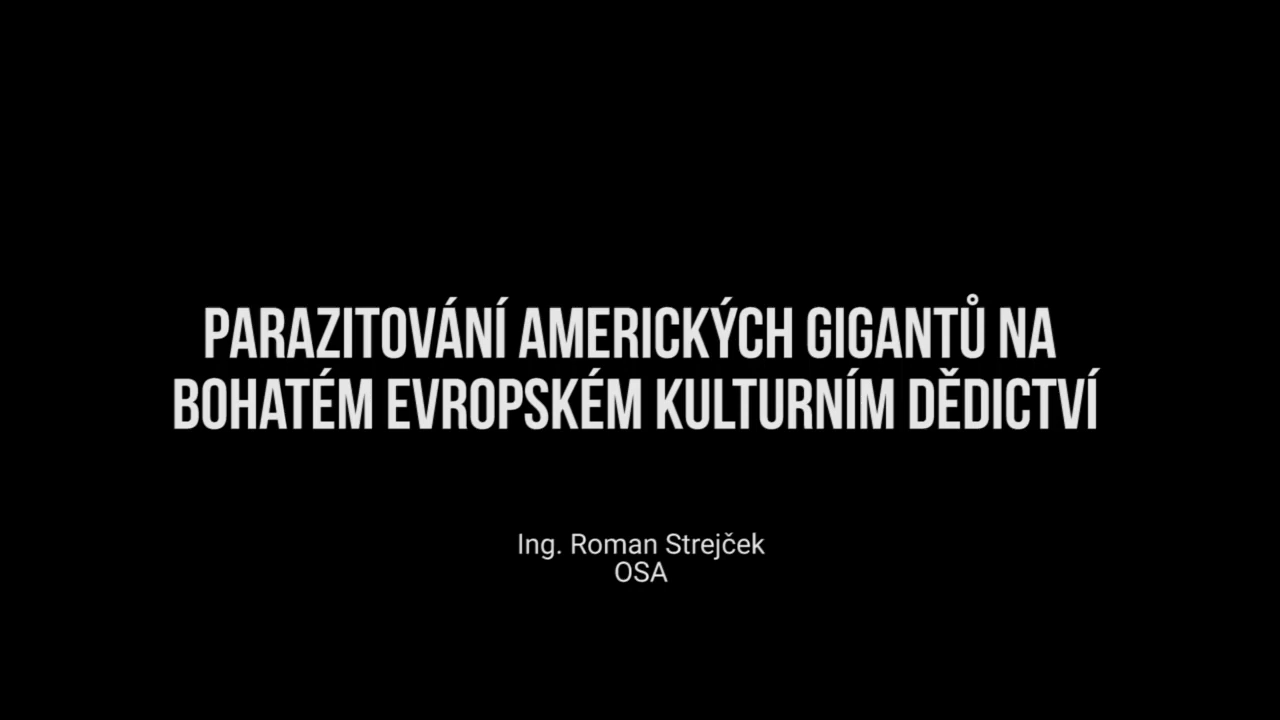 PARAZITOVÁNÍ AMERICKÝCH GIGANTŮ NA
BOHATÉM EVROPSKÉM KULTURNÍM DĚDICTVÍ
Ing. Roman Strejček
OSA